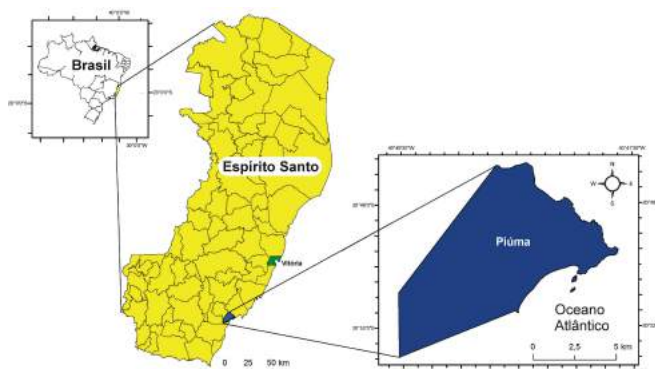 Brasil
Espírito Santo
Vitória
0 25 50 km
Piúma
N
W E
S
Oceano
Atlântico
0 2,5 5 km